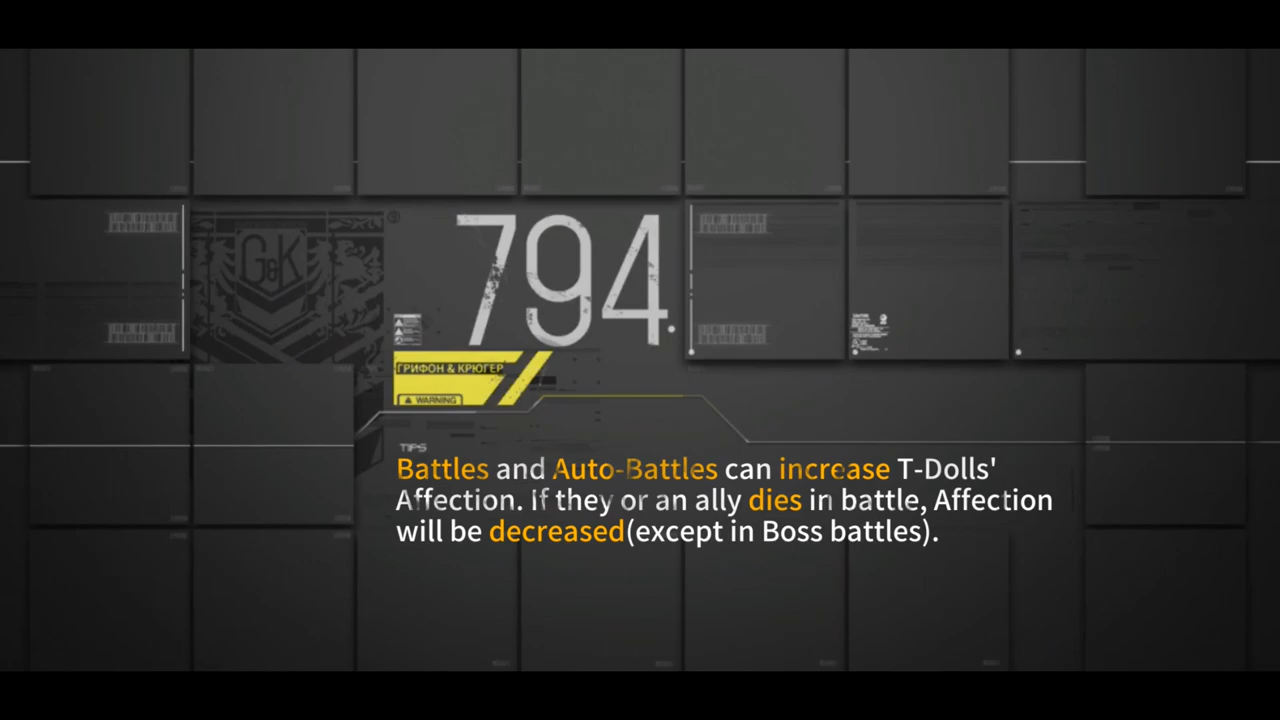 G&K
794.
ГРИФОН & КРЮГЕР
WARNING
TIPS
Battles and Auto-Battles can increase T-Dolls'
Affection. If they or an ally dies in battle, Affection
will be decreased(except in Boss battles).